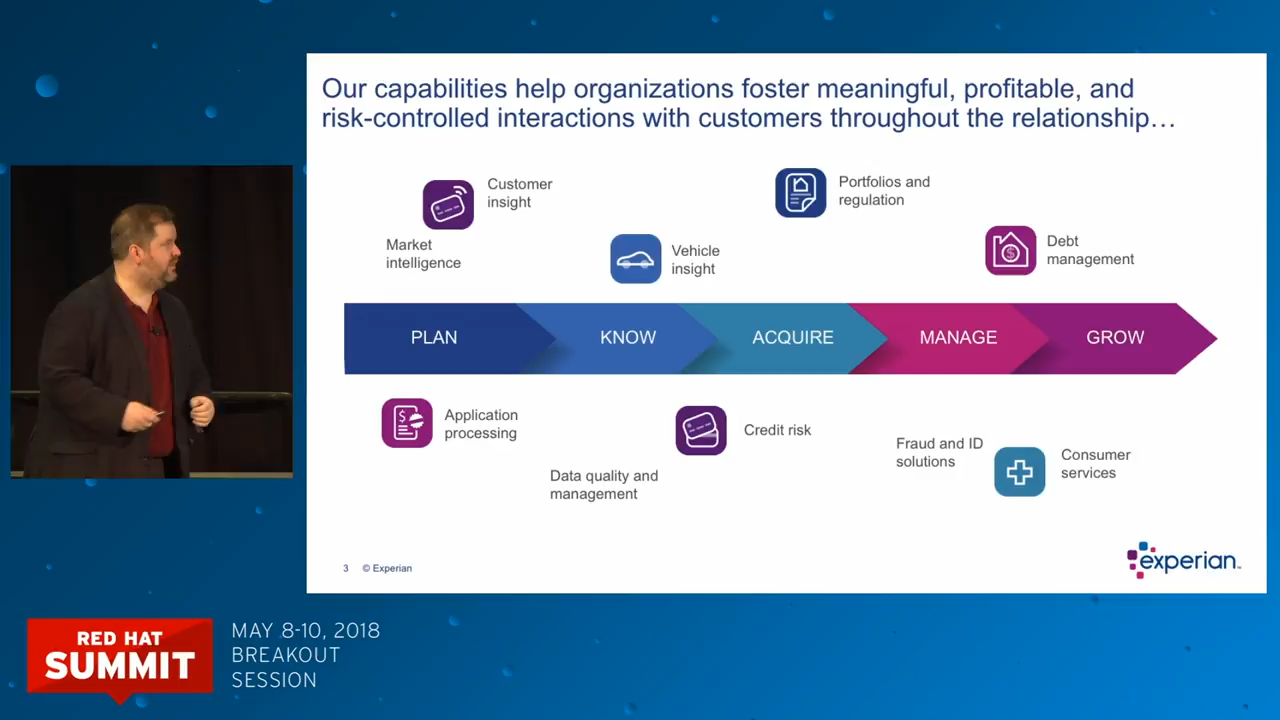 Our capabilities help organizations foster meaningful, profitable, and
risk-controlled interactions with customers throughout the relationship…
Customer
insight
Portfolios and
regulation
Market
intelligence
Vehicle
insight
Debt
management
PLAN
KNOW
ACQUIRE
MANAGE
GROW
Application
processing
Credit risk
Data quality and
management
Fraud and ID
solutions
Consumer
services
3 © Experian
experian™
RED HAT
SUMMIT
MAY 8-10, 2018
BREAKOUT
SESSION